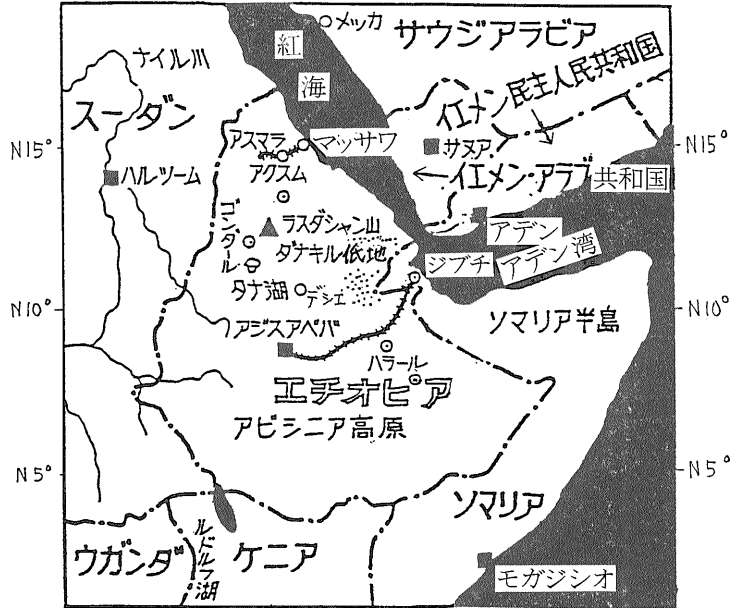 メッカ
サウジアラビア
紅
海
ナイル川
スーダン
イエメン民主人民共和国
N15°
アスマラ
マッサワ
サヌア
N15°
アクスム
イエメン・アラブ共和国
ハルツーム
ゴンダール
ラスダシャン山
アデン
ダナキル低地
ジブチ
アデン湾
タナ湖
デシエ
N10°
N10°
ソマリア半島
アジスアベバ
ハラール
エチオピア
アビシニア高原
N5°
N5°
ソマリア
ウガンダ
ルドルフ湖
ケニア
モガジシオ